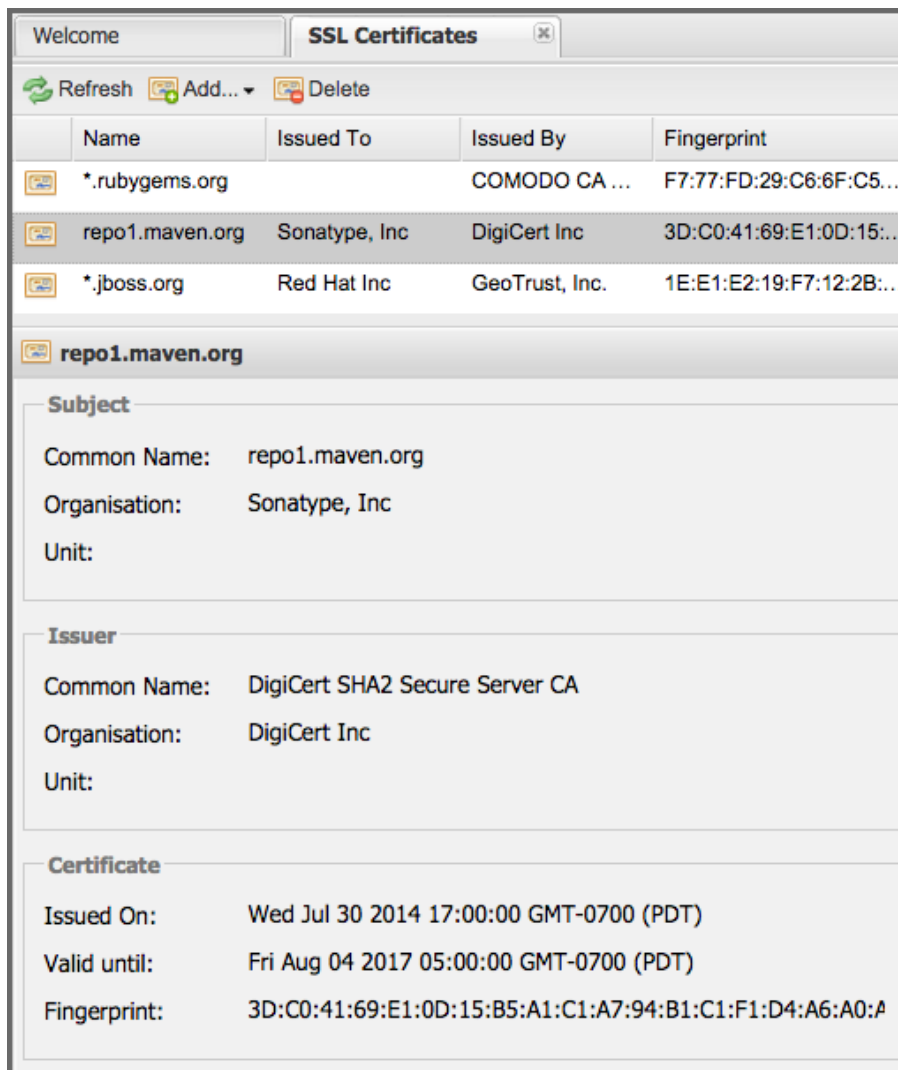 Welcome SSL Certificates
Refresh Add... Delete
Name Issued To Issued By Fingerprint
*.rubygems.org COMODO CA ... F7:77:FD:29:C6:6F:C5...
repo1.maven.org Sonatype, Inc DigiCert Inc 3D:C0:41:69:E1:0D:15:...
*.jboss.org Red Hat Inc GeoTrust, Inc. 1E:E1:E2:19:F7:12:2B:...
repo1.maven.org
Subject
Common Name: repo1.maven.org
Organisation: Sonatype, Inc
Unit:
Issuer
Common Name: DigiCert SHA2 Secure Server CA
Organisation: DigiCert Inc
Unit:
Certificate
Issued On: Wed Jul 30 2014 17:00:00 GMT-0700 (PDT)
Valid until: Fri Aug 04 2017 05:00:00 GMT-0700 (PDT)
Fingerprint: 3D:C0:41:69:E1:0D:15:B5:A1:C1:A7:94:B1:C1:F1:D4:A6:A0:A